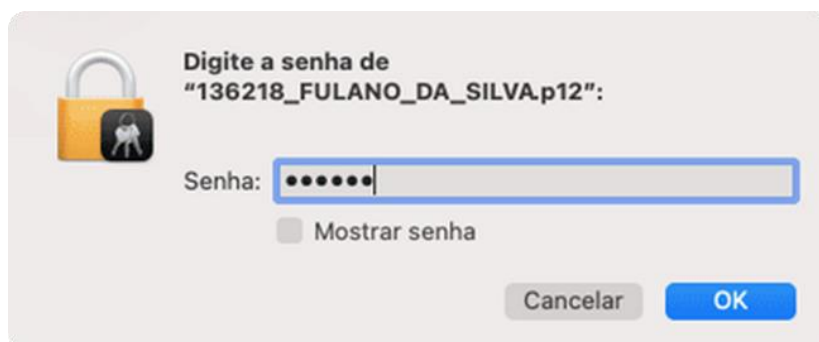 Digite a senha de
“136218_FULANO_DA_SILVA.p12”:
Senha: ••••••
Mostrar senha
Cancelar OK